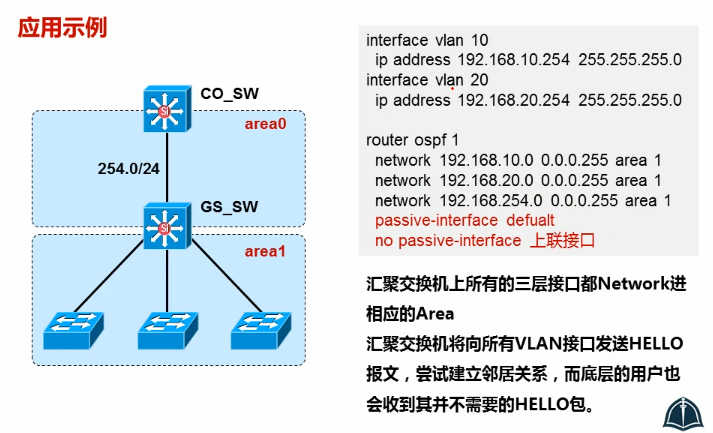 应用示例
CO_SW
area0
254.0/24
GS_SW
area1
SI
SI
interface vlan 10
ip address 192.168.10.254 255.255.255.0
interface vlan 20
ip address 192.168.20.254 255.255.255.0
router ospf 1
network 192.168.10.0 0.0.0.255 area 1
network 192.168.20.0 0.0.0.255 area 1
network 192.168.254.0 0.0.0.255 area 1
passive-interface defualt
no passive-interface 上联接口
汇聚交换机上所有的三层接口都Network进
相应的Area
汇聚交换机将向所有VLAN接口发送HELLO
报文，尝试建立邻居关系，而底层的用户也
会收到其并不需要的HELLO包。